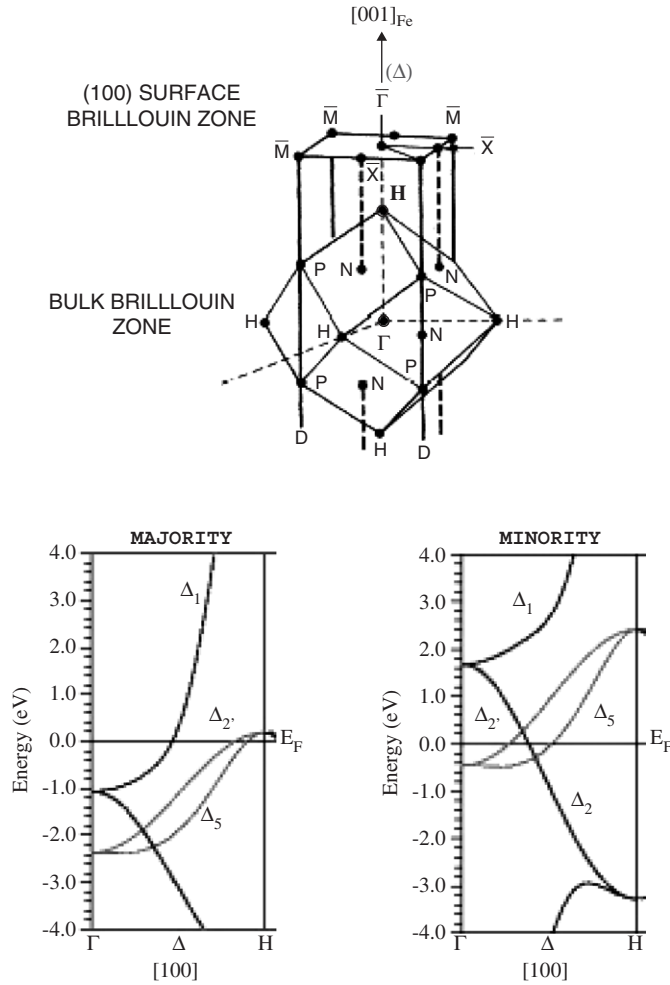 [001]Fe
(Δ)
(100) SURFACE
BRILLLOUIN ZONE
Γ̅
M̅
M̅
M̅
X̅
X̅
H
P
N
N
P
BULK BRILLLOUIN
ZONE
H
H
Γ
N
H
P
N
P
D
H
D
MAJORITY
4.0
3.0
2.0
1.0
0.0
-1.0
-2.0
-3.0
-4.0
Energy (eV)
Δ1
Δ2'
EF
Δ5
Γ
Δ
H
[100]
MINORITY
4.0
3.0
2.0
1.0
0.0
-1.0
-2.0
-3.0
-4.0
Energy (eV)
Δ1
Δ2'
Δ5
EF
Δ2
Γ
Δ
H
[100]